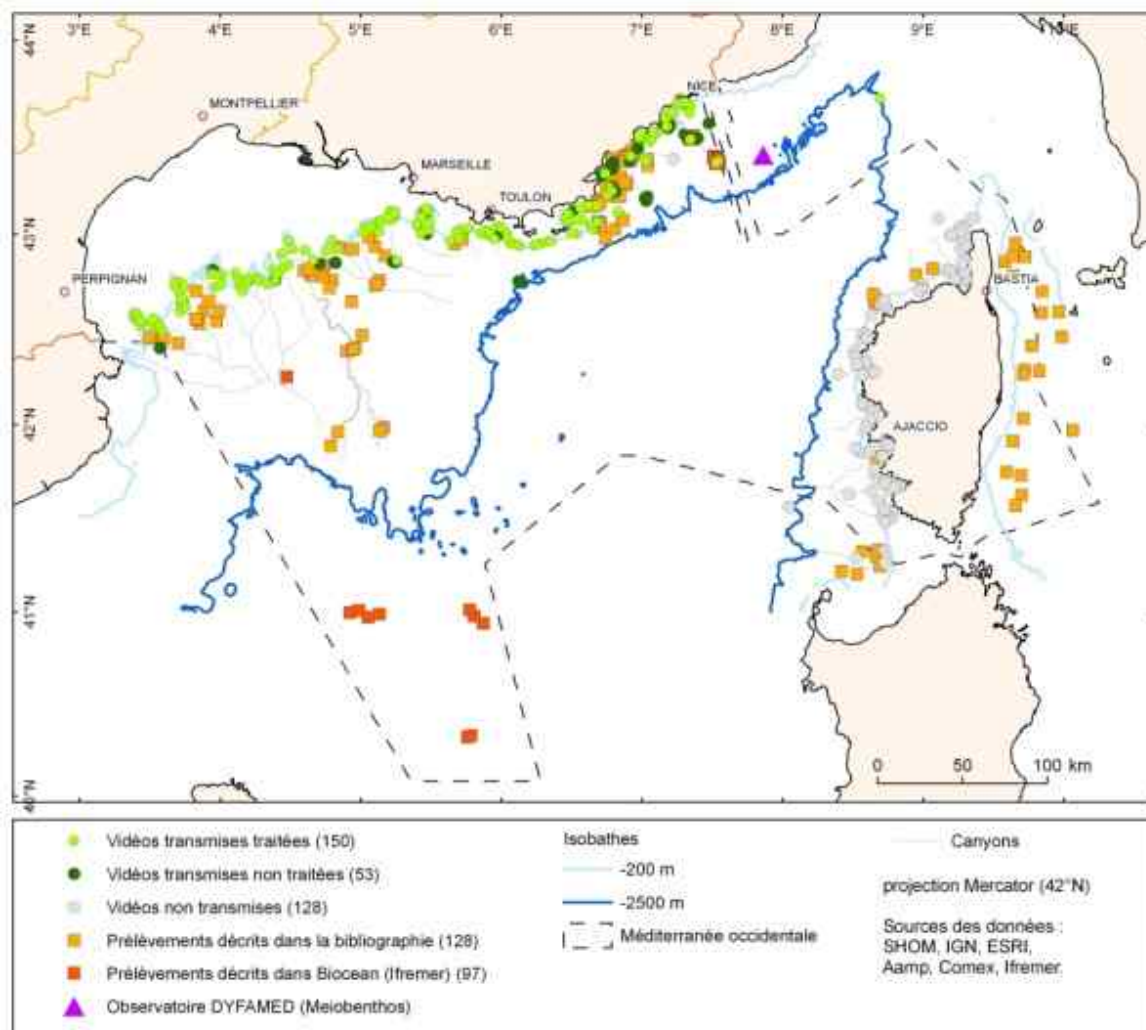 3°E 4°E 5°E 6°E 7°E 8°E 9°E 10°E
44°N
MONTPELLIER
NICE
MARSEILLE
TOULON
43°N
PERPIGNAN
BASTIA
42°N
AJACCIO
41°N
0 50 100 km
40°N
Vidéos transmises traitées (150)
Vidéos transmises non traitées (53)
Vidéos non transmises (128)
Prélèvements décrits dans la bibliographie (128)
Prélèvements décrits dans Biocean (Ifremer) (97)
Observatoire DYFAMED (Meiobenthos)
Isobathes
-200 m
-2500 m
Méditerranée occidentale
Canyons
projection Mercator (42°N)
Sources des données :
SHOM, IGN, ESRI,
Aamp, Comex, Ifremer.